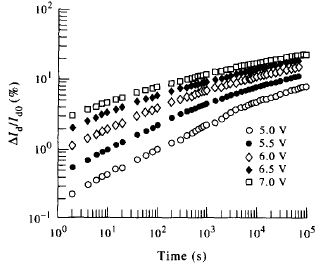 10²
10¹
10⁰
10⁻¹
ΔI_d/I_d0 (%)
○ 5.0 V
● 5.5 V
◇ 6.0 V
◆ 6.5 V
□ 7.0 V
10⁰ 10¹ 10² 10³ 10⁴ 10⁵
Time (s)